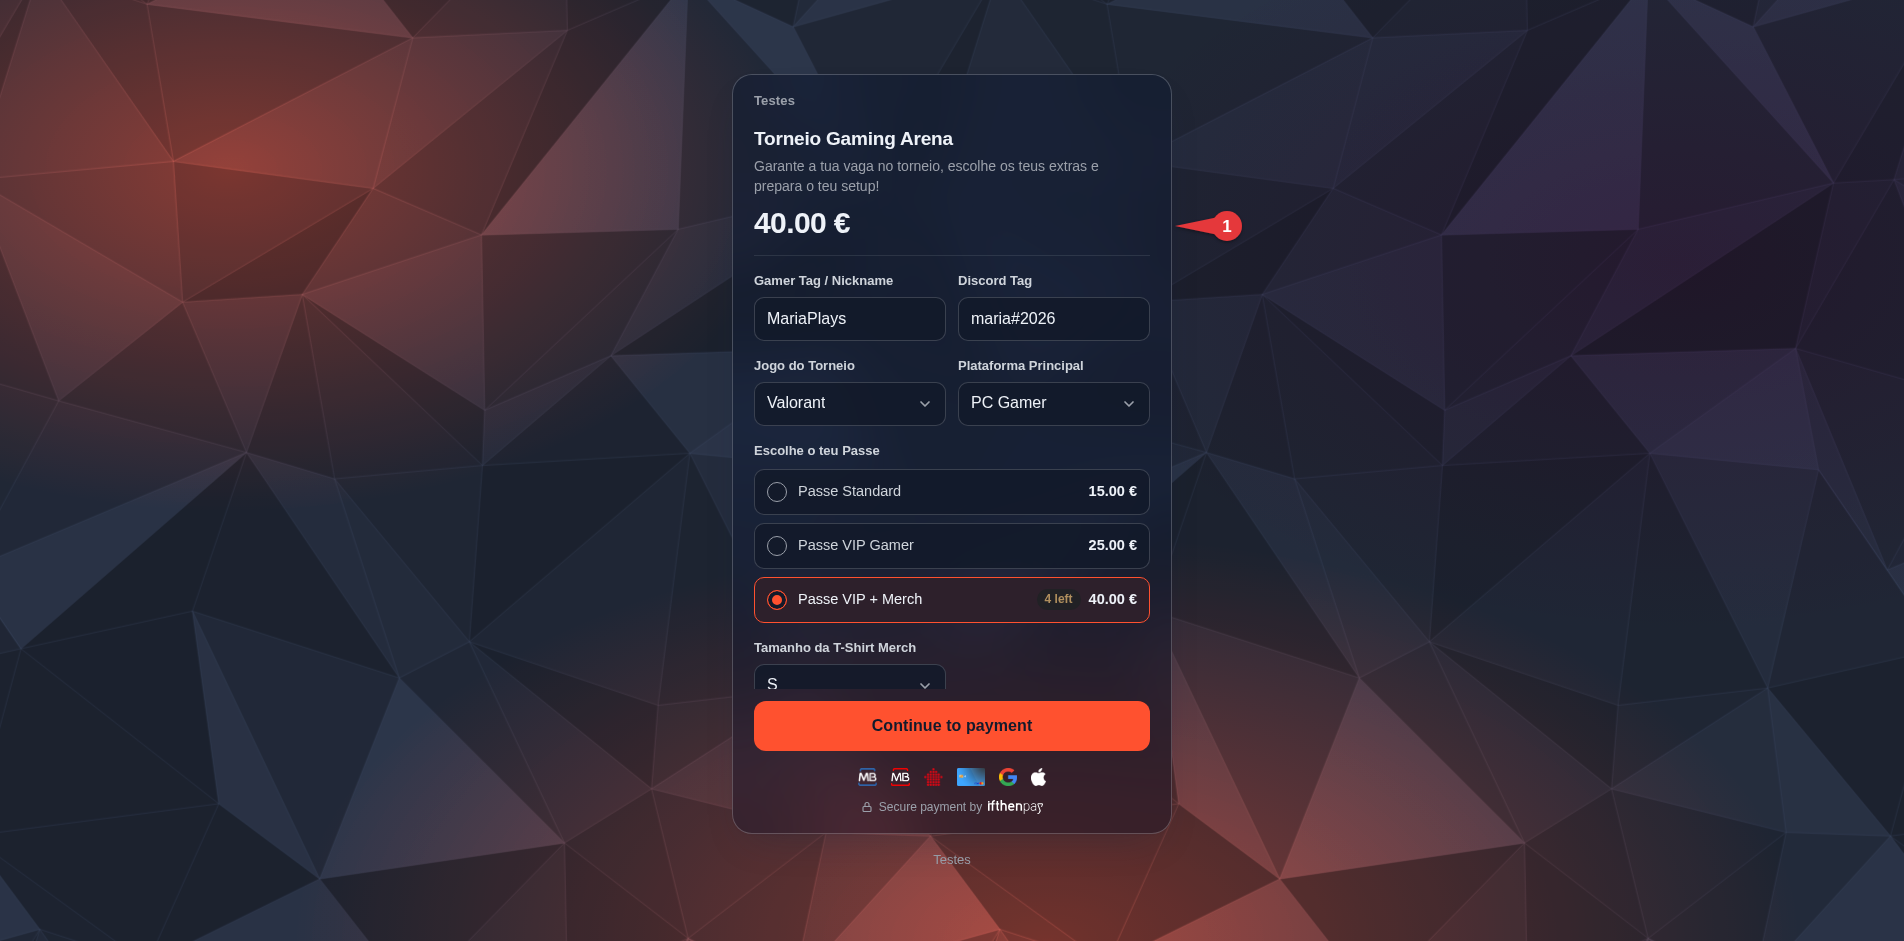 Testes
Torneio Gaming Arena
Garante a tua vaga no torneio, escolhe os teus extras e
prepara o teu setup!
40.00 €
1
Gamer Tag / Nickname
Discord Tag
MariaPlays
maria#2026
Jogo do Torneio
Plataforma Principal
Valorant
PC Gamer
Escolhe o teu Passe
Passe Standard 15.00 €
Passe VIP Gamer 25.00 €
Passe VIP + Merch 4 left 40.00 €
Tamanho da T-Shirt Merch
S
Continue to payment
MB MB
Secure payment by ifthenpay
Testes